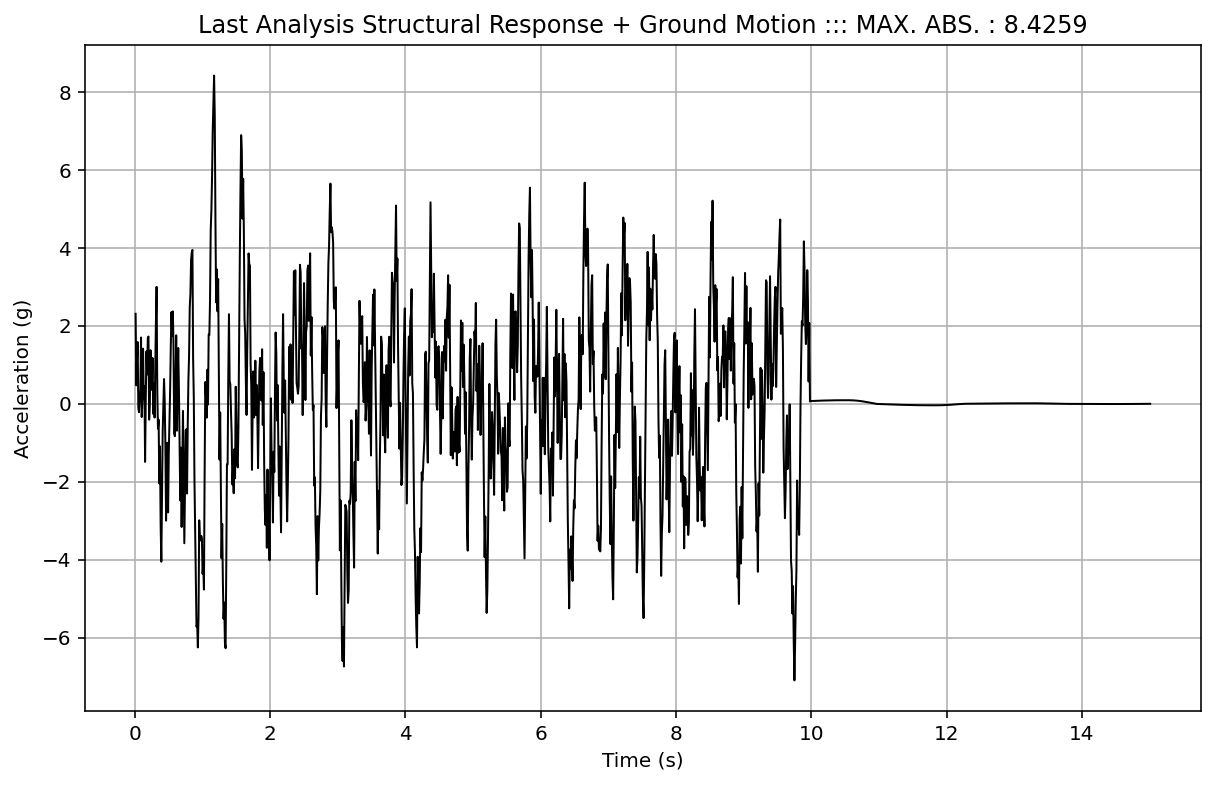 Last Analysis Structural Response + Ground Motion ::: MAX. ABS. : 8.4259
Acceleration (g)
8
6
4
2
0
−2
−4
−6
0 2 4 6 8 10 12 14
Time (s)